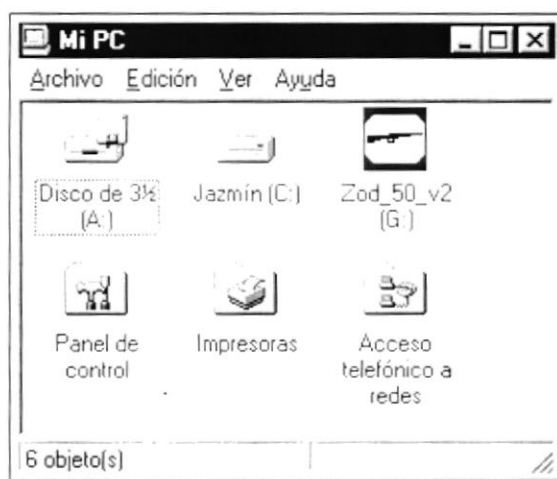 Mi PC
Archivo Edición Ver Ayuda
Disco de 3½ (A:)
Jazmín (C:)
Zod_50_v2 (G:)
Panel de control
Impresoras
Acceso telefónico a redes
6 objeto(s)